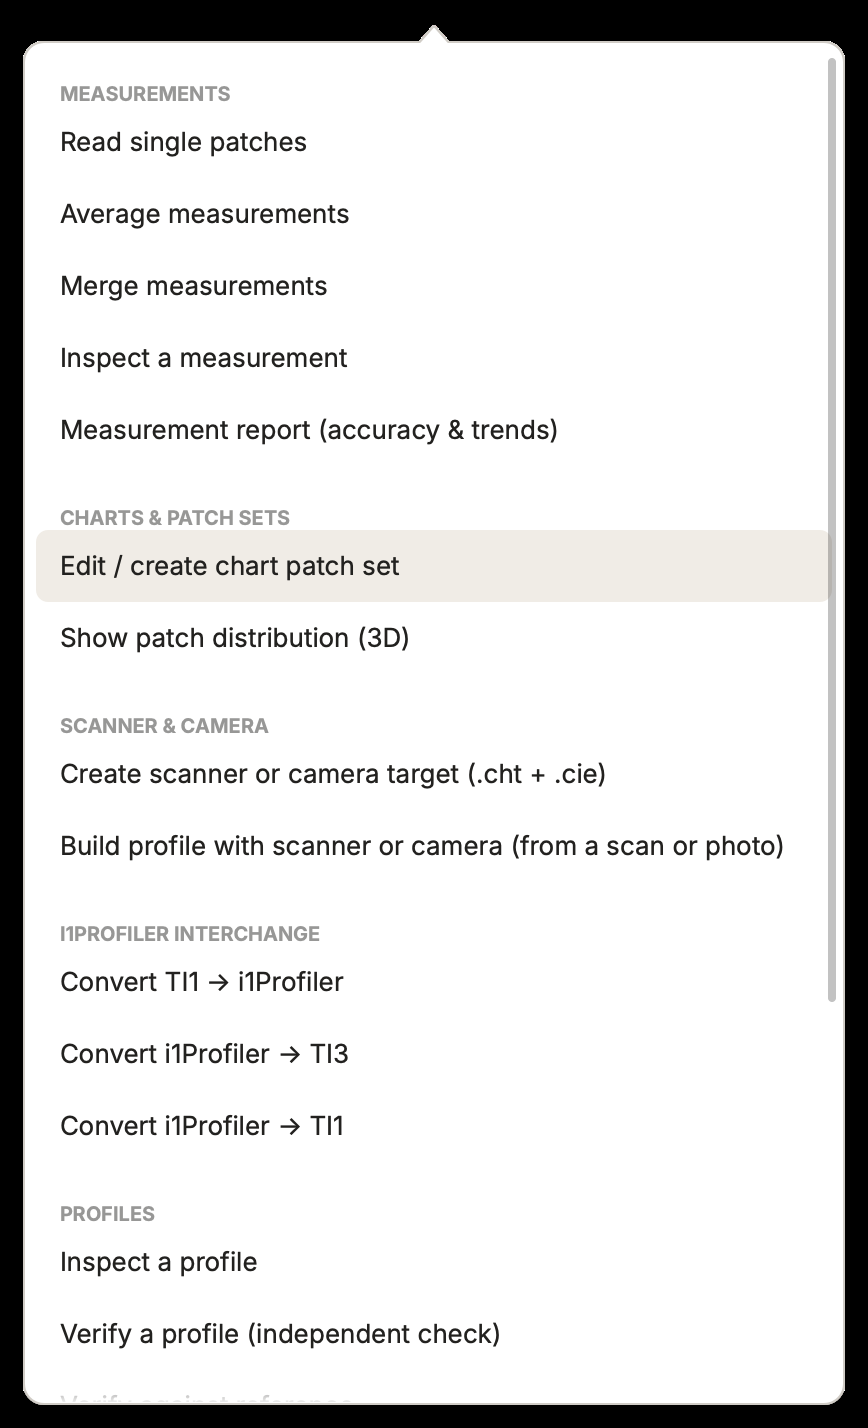 MEASUREMENTS
Read single patches
Average measurements
Merge measurements
Inspect a measurement
Measurement report (accuracy & trends)
CHARTS & PATCH SETS
Edit / create chart patch set
Show patch distribution (3D)
SCANNER & CAMERA
Create scanner or camera target (.cht + .cie)
Build profile with scanner or camera (from a scan or photo)
I1PROFILER INTERCHANGE
Convert TI1 → i1Profiler
Convert i1Profiler → TI3
Convert i1Profiler → TI1
PROFILES
Inspect a profile
Verify a profile (independent check)